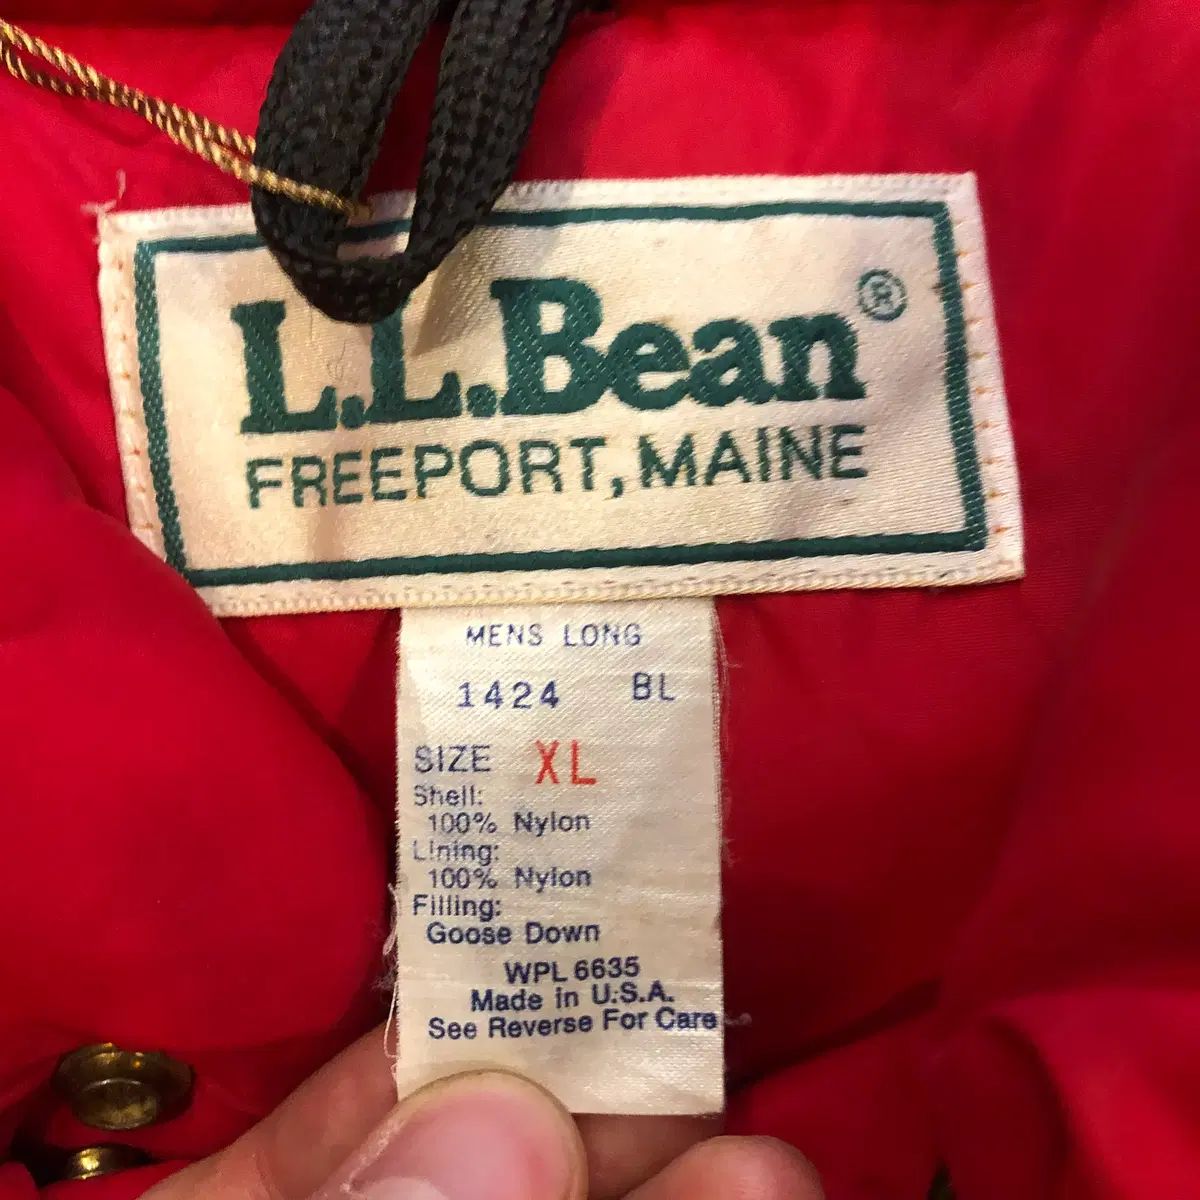 L.L.Bean®
FREEPORT, MAINE
MENS LONG
1424 BL
SIZE XL
Shell:
100% Nylon
Lining:
100% Nylon
Filling:
Goose Down
WPL 6635
Made in U.S.A.
See Reverse For Care